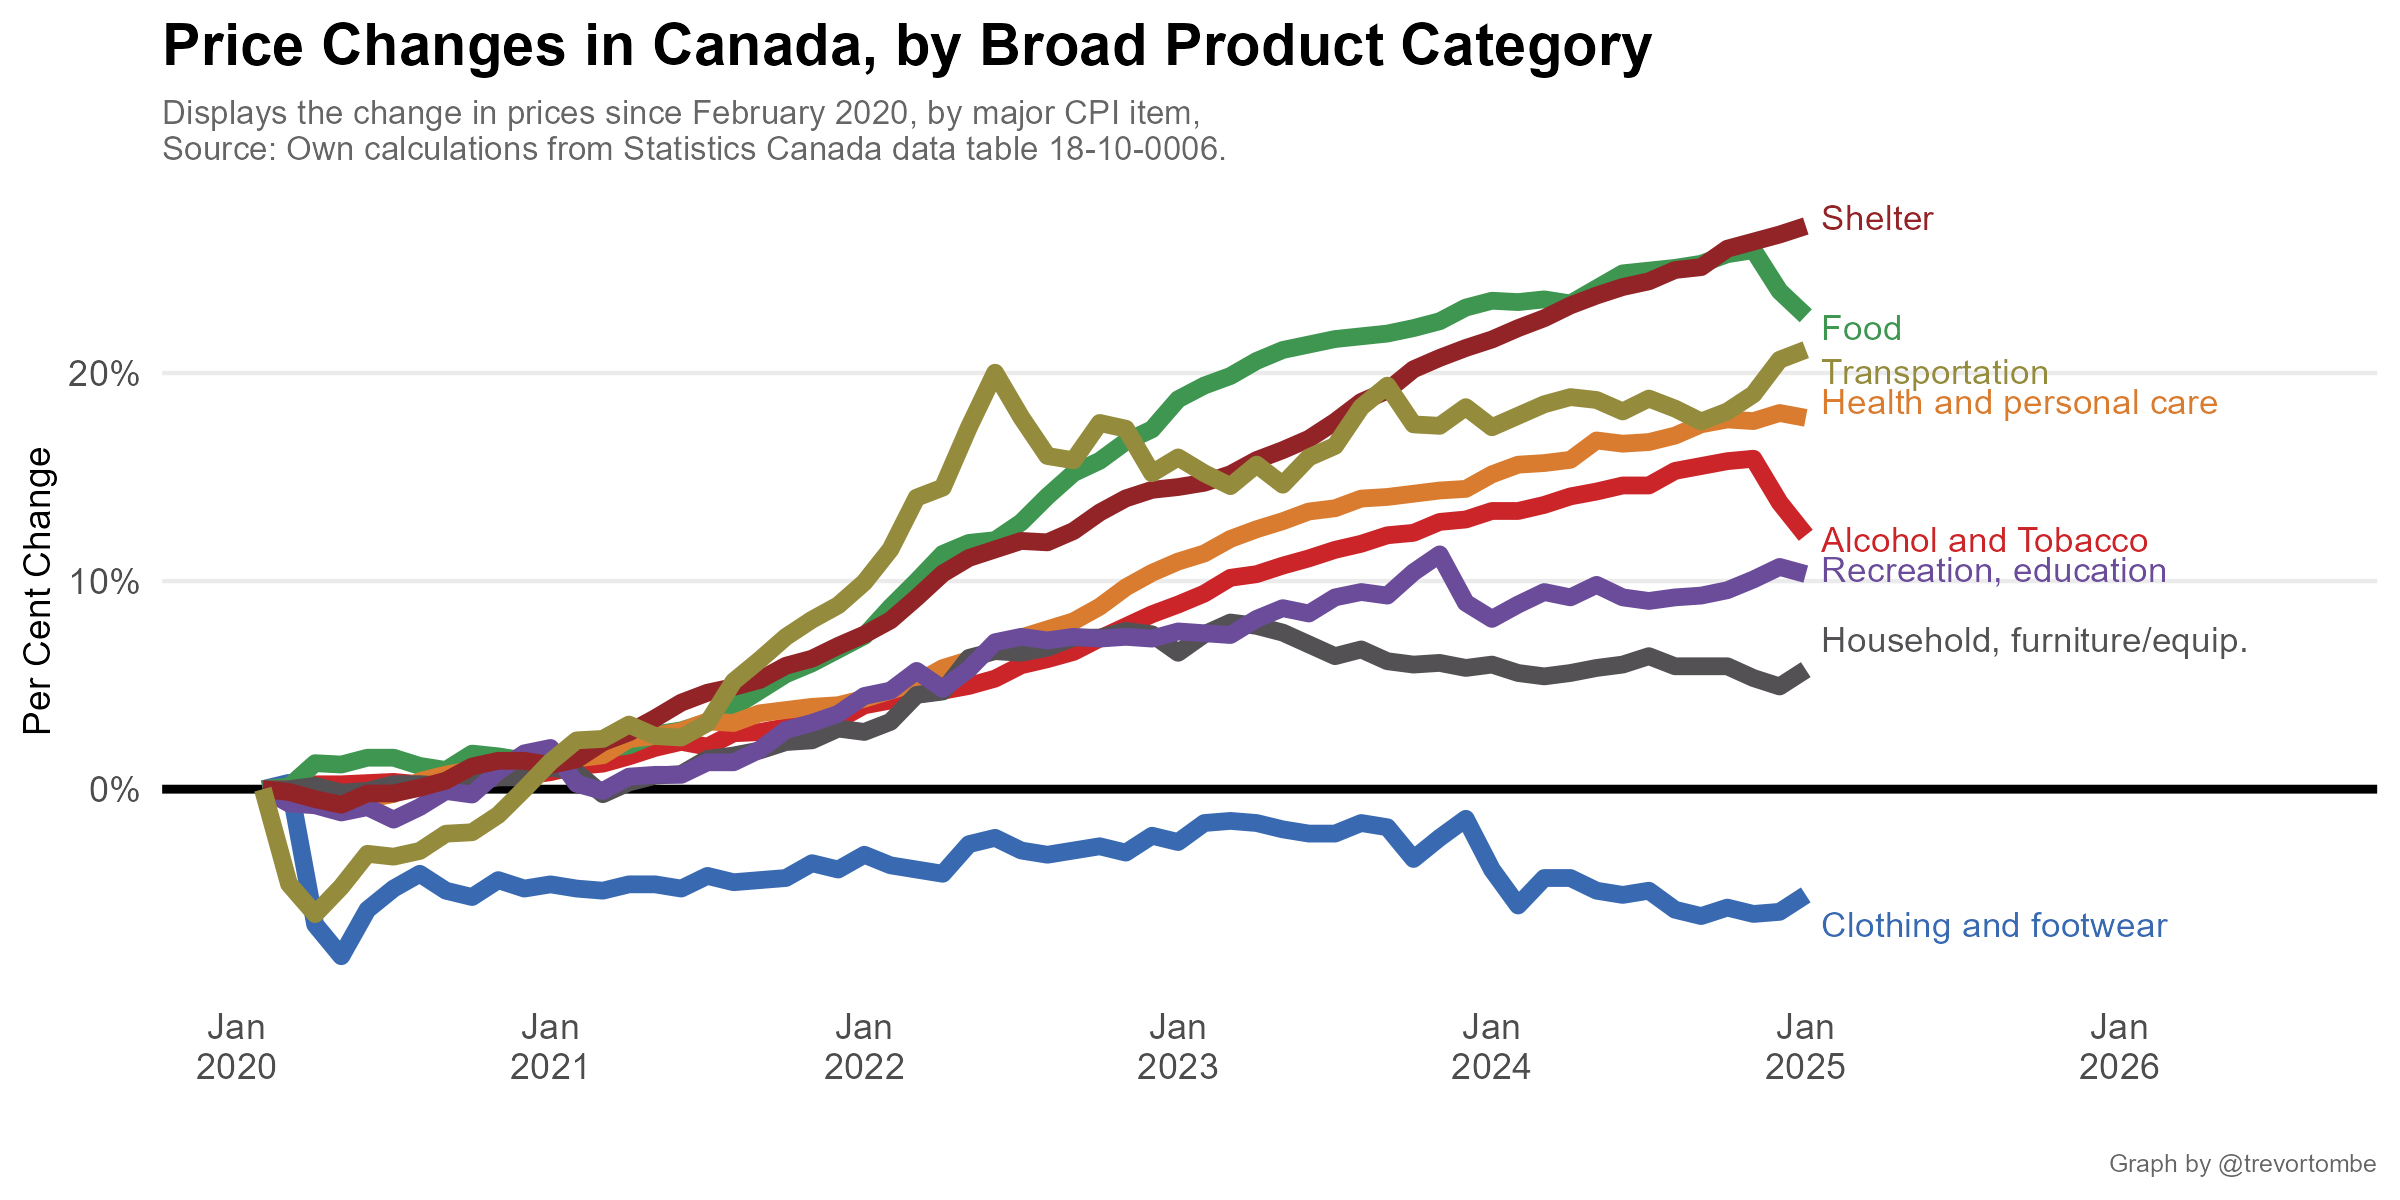 Price Changes in Canada, by Broad Product Category
Displays the change in prices since February 2020, by major CPI item,
Source: Own calculations from Statistics Canada data table 18-10-0006.
Per Cent Change
20%
10%
0%
Shelter
Food
Transportation
Health and personal care
Alcohol and Tobacco
Recreation, education
Household, furniture/equip.
Clothing and footwear
Jan
2020
Jan
2021
Jan
2022
Jan
2023
Jan
2024
Jan
2025
Jan
2026
Graph by @trevortombe